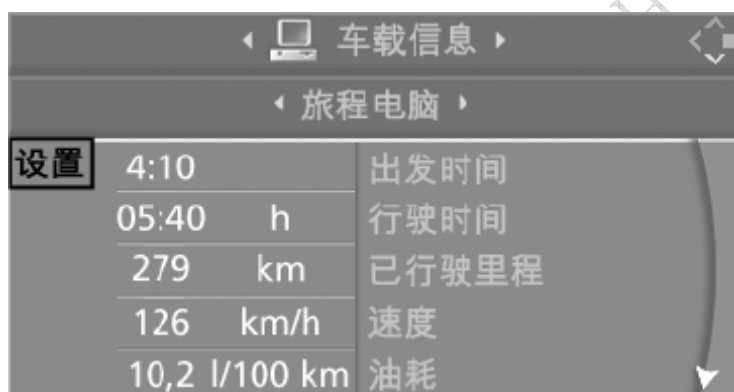 车载信息
旅程电脑
设置 4:10 出发时间
05:40 h 行驶时间
279 km 已行驶里程
126 km/h 速度
10,2 l/100 km 油耗